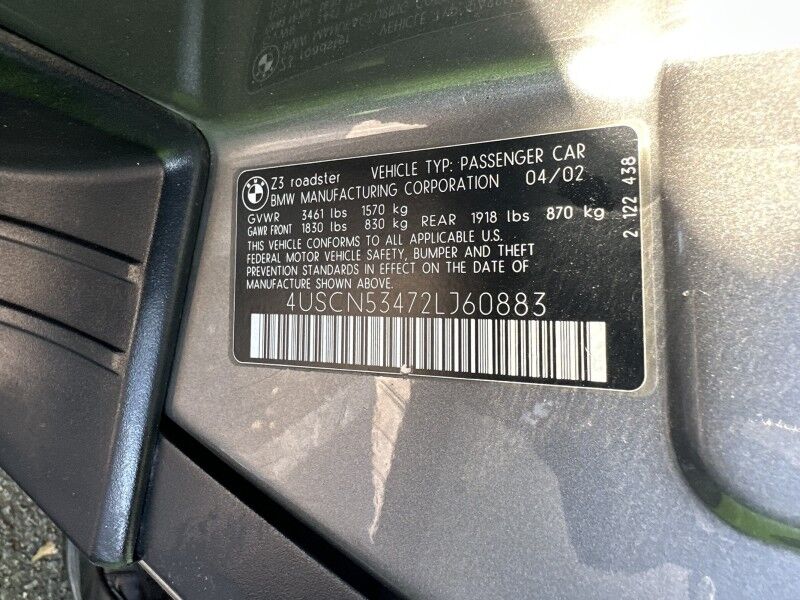 Z3 roadster VEHICLE TYP: PASSENGER CAR
BMW MANUFACTURING CORPORATION 04/02
GVWR 3461 lbs 1570 kg
GAWR FRONT 1830 lbs 830 kg REAR 1918 lbs 870 kg
THIS VEHICLE CONFORMS TO ALL APPLICABLE U.S.
FEDERAL MOTOR VEHICLE SAFETY, BUMPER AND THEFT
PREVENTION STANDARDS IN EFFECT ON THE DATE OF
MANUFACTURE SHOWN ABOVE.
4USCN53472LJ60883
2 122 438